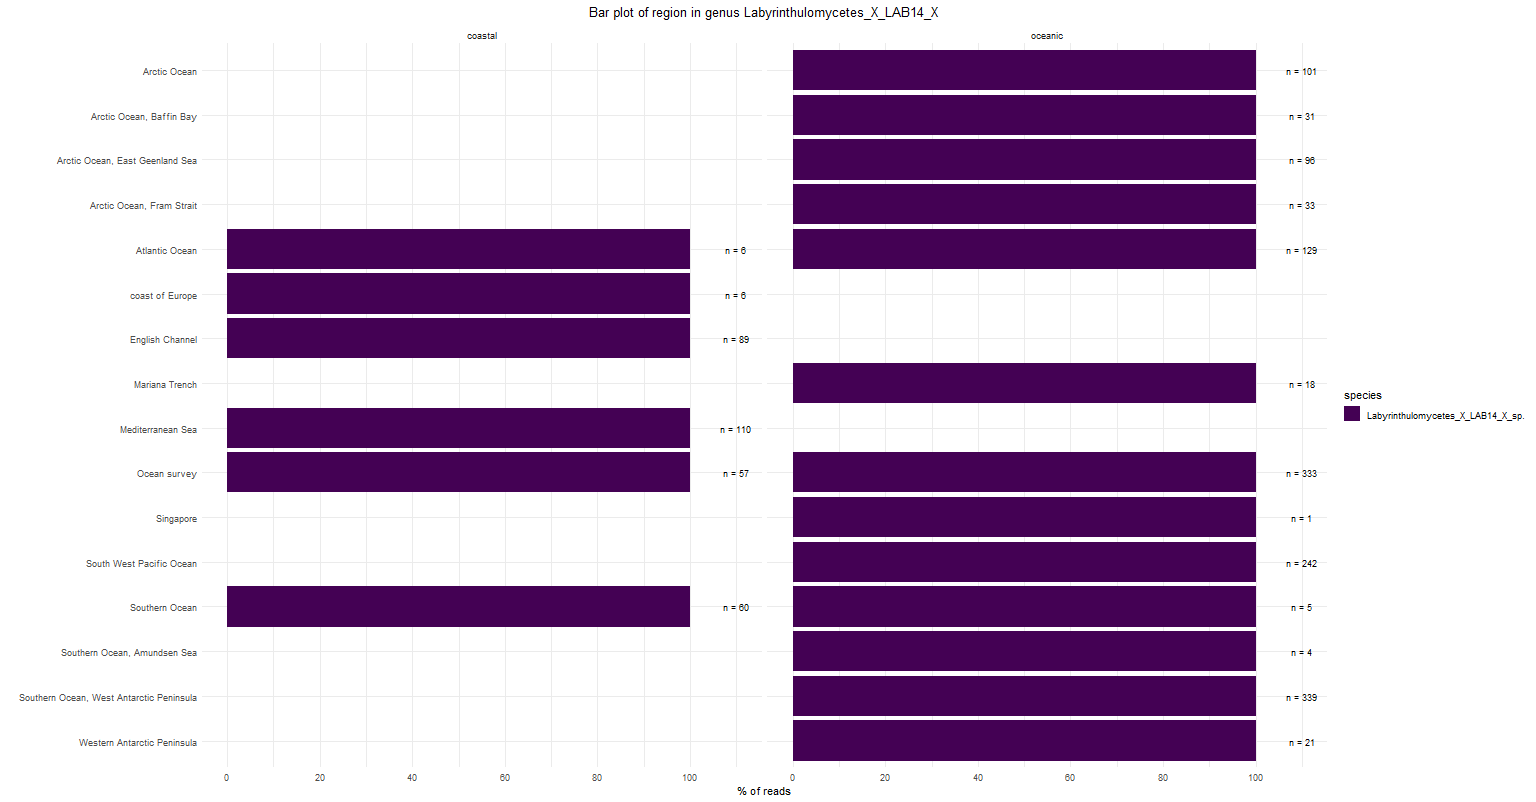 Bar plot of region in genus Labyrinthulomycetes_X_LAB14_X
coastal
oceanic
Arctic Ocean
n = 101
Arctic Ocean, Baffin Bay
n = 31
Arctic Ocean, East Geenland Sea
n = 96
Arctic Ocean, Fram Strait
n = 33
Atlantic Ocean
n = 6
n = 129
coast of Europe
n = 6
English Channel
n = 89
Mariana Trench
n = 18
Mediterranean Sea
n = 110
Ocean survey
n = 57
n = 333
Singapore
n = 1
South West Pacific Ocean
n = 242
Southern Ocean
n = 60
n = 5
Southern Ocean, Amundsen Sea
n = 4
Southern Ocean, West Antarctic Peninsula
n = 339
Western Antarctic Peninsula
n = 21
0 20 40 60 80 100
0 20 40 60 80 100
% of reads
species
Labyrinthulomycetes_X_LAB14_X_sp.